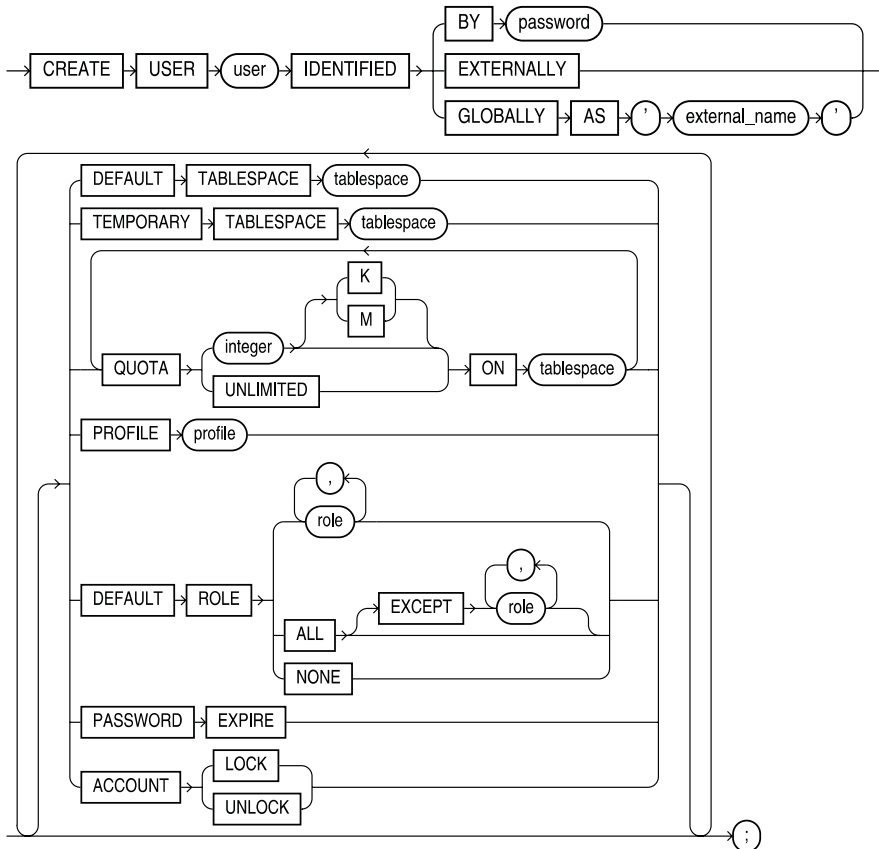 BY password
CREATE USER user IDENTIFIED EXTERNALLY
GLOBALLY AS ' external_name '
DEFAULT TABLESPACE tablespace
TEMPORARY TABLESPACE tablespace
K
M
integer
QUOTA ON tablespace
UNLIMITED
PROFILE profile
,
role
,
DEFAULT ROLE EXCEPT role
ALL
NONE
PASSWORD EXPIRE
LOCK
ACCOUNT
UNLOCK
;